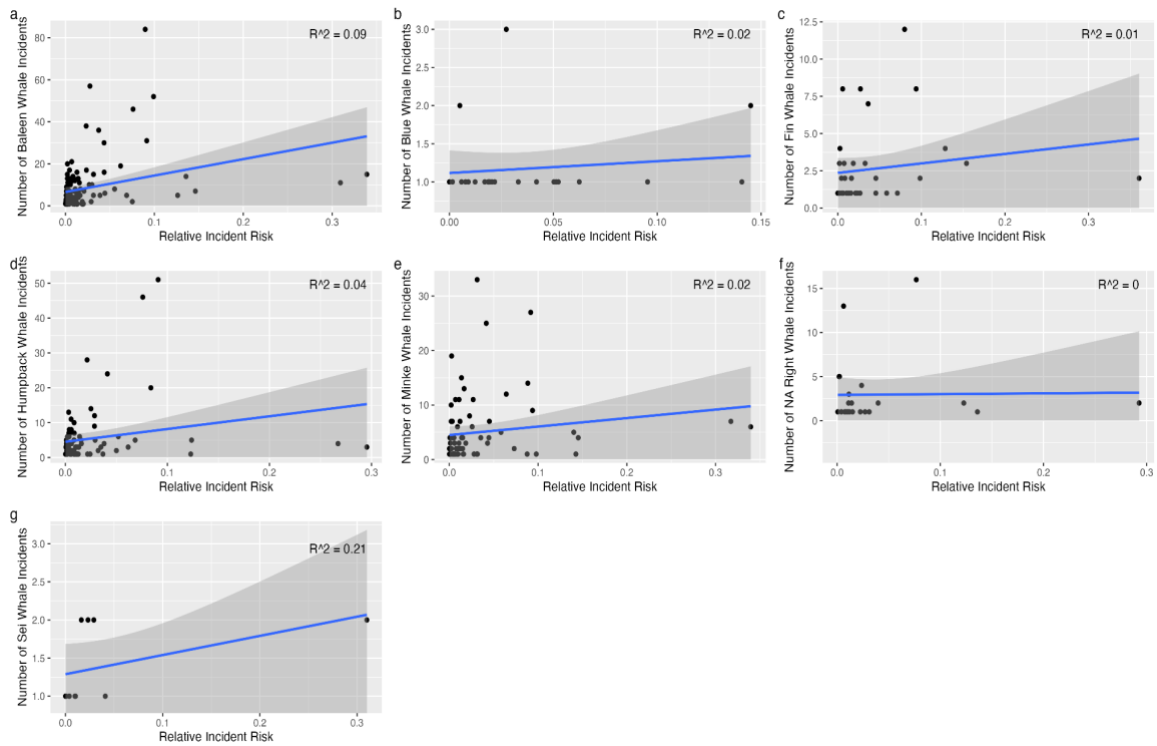 a
R^2 = 0.09
Number of Baleen Whale Incidents
80
60
40
20
0
0.0 0.1 0.2 0.3
Relative Incident Risk
b
R^2 = 0.02
Number of Blue Whale Incidents
3.0
2.5
2.0
1.5
1.0
0.00 0.05 0.10 0.15
Relative Incident Risk
c
R^2 = 0.01
Number of Fin Whale Incidents
12.5
10.0
7.5
5.0
2.5
0.0
0.0 0.1 0.2 0.3
Relative Incident Risk
d
R^2 = 0.04
Number of Humpback Whale Incidents
50
40
30
20
10
0
0.0 0.1 0.2 0.3
Relative Incident Risk
e
R^2 = 0.02
Number of Minke Whale Incidents
30
20
10
0
0.0 0.1 0.2 0.3
Relative Incident Risk
f
R^2 = 0
Number of NA Right Whale Incidents
15
10
5
0
0.0 0.1 0.2 0.3
Relative Incident Risk
g
R^2 = 0.21
Number of Sei Whale Incidents
3.0
2.5
2.0
1.5
1.0
0.0 0.1 0.2 0.3
Relative Incident Risk